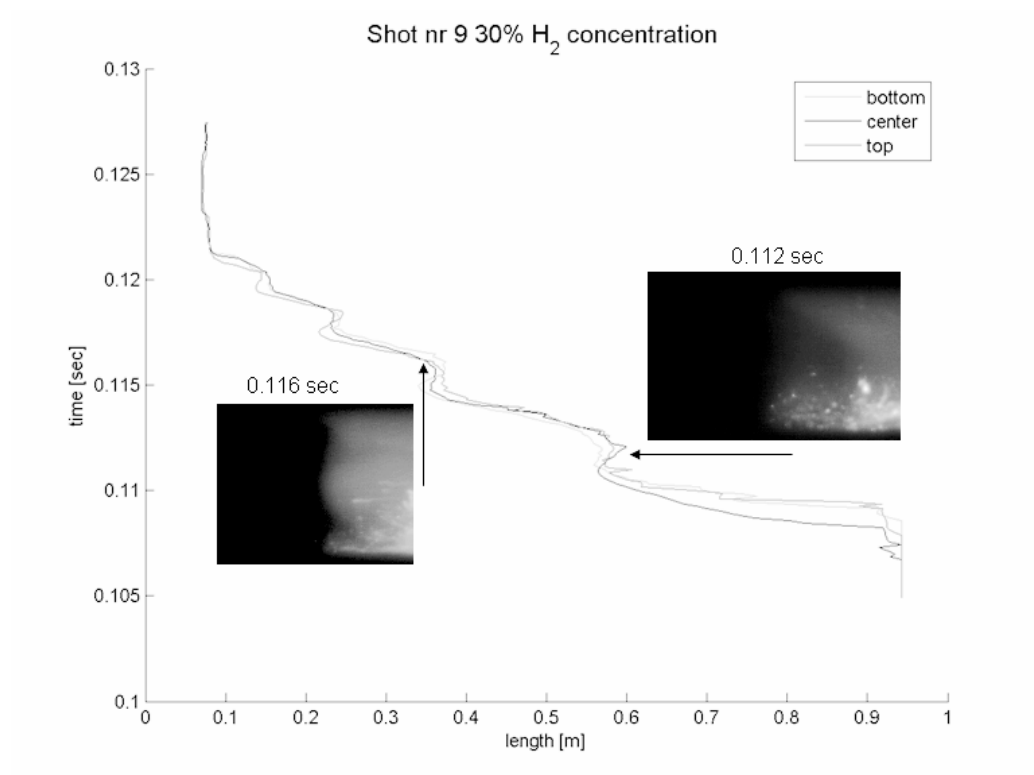 Shot nr 9 30% H2 concentration
0.13
0.125
0.12
0.115
0.11
0.105
0.1
time [sec]
bottom
center
top
0.112 sec
0.116 sec
0 0.1 0.2 0.3 0.4 0.5 0.6 0.7 0.8 0.9 1
length [m]